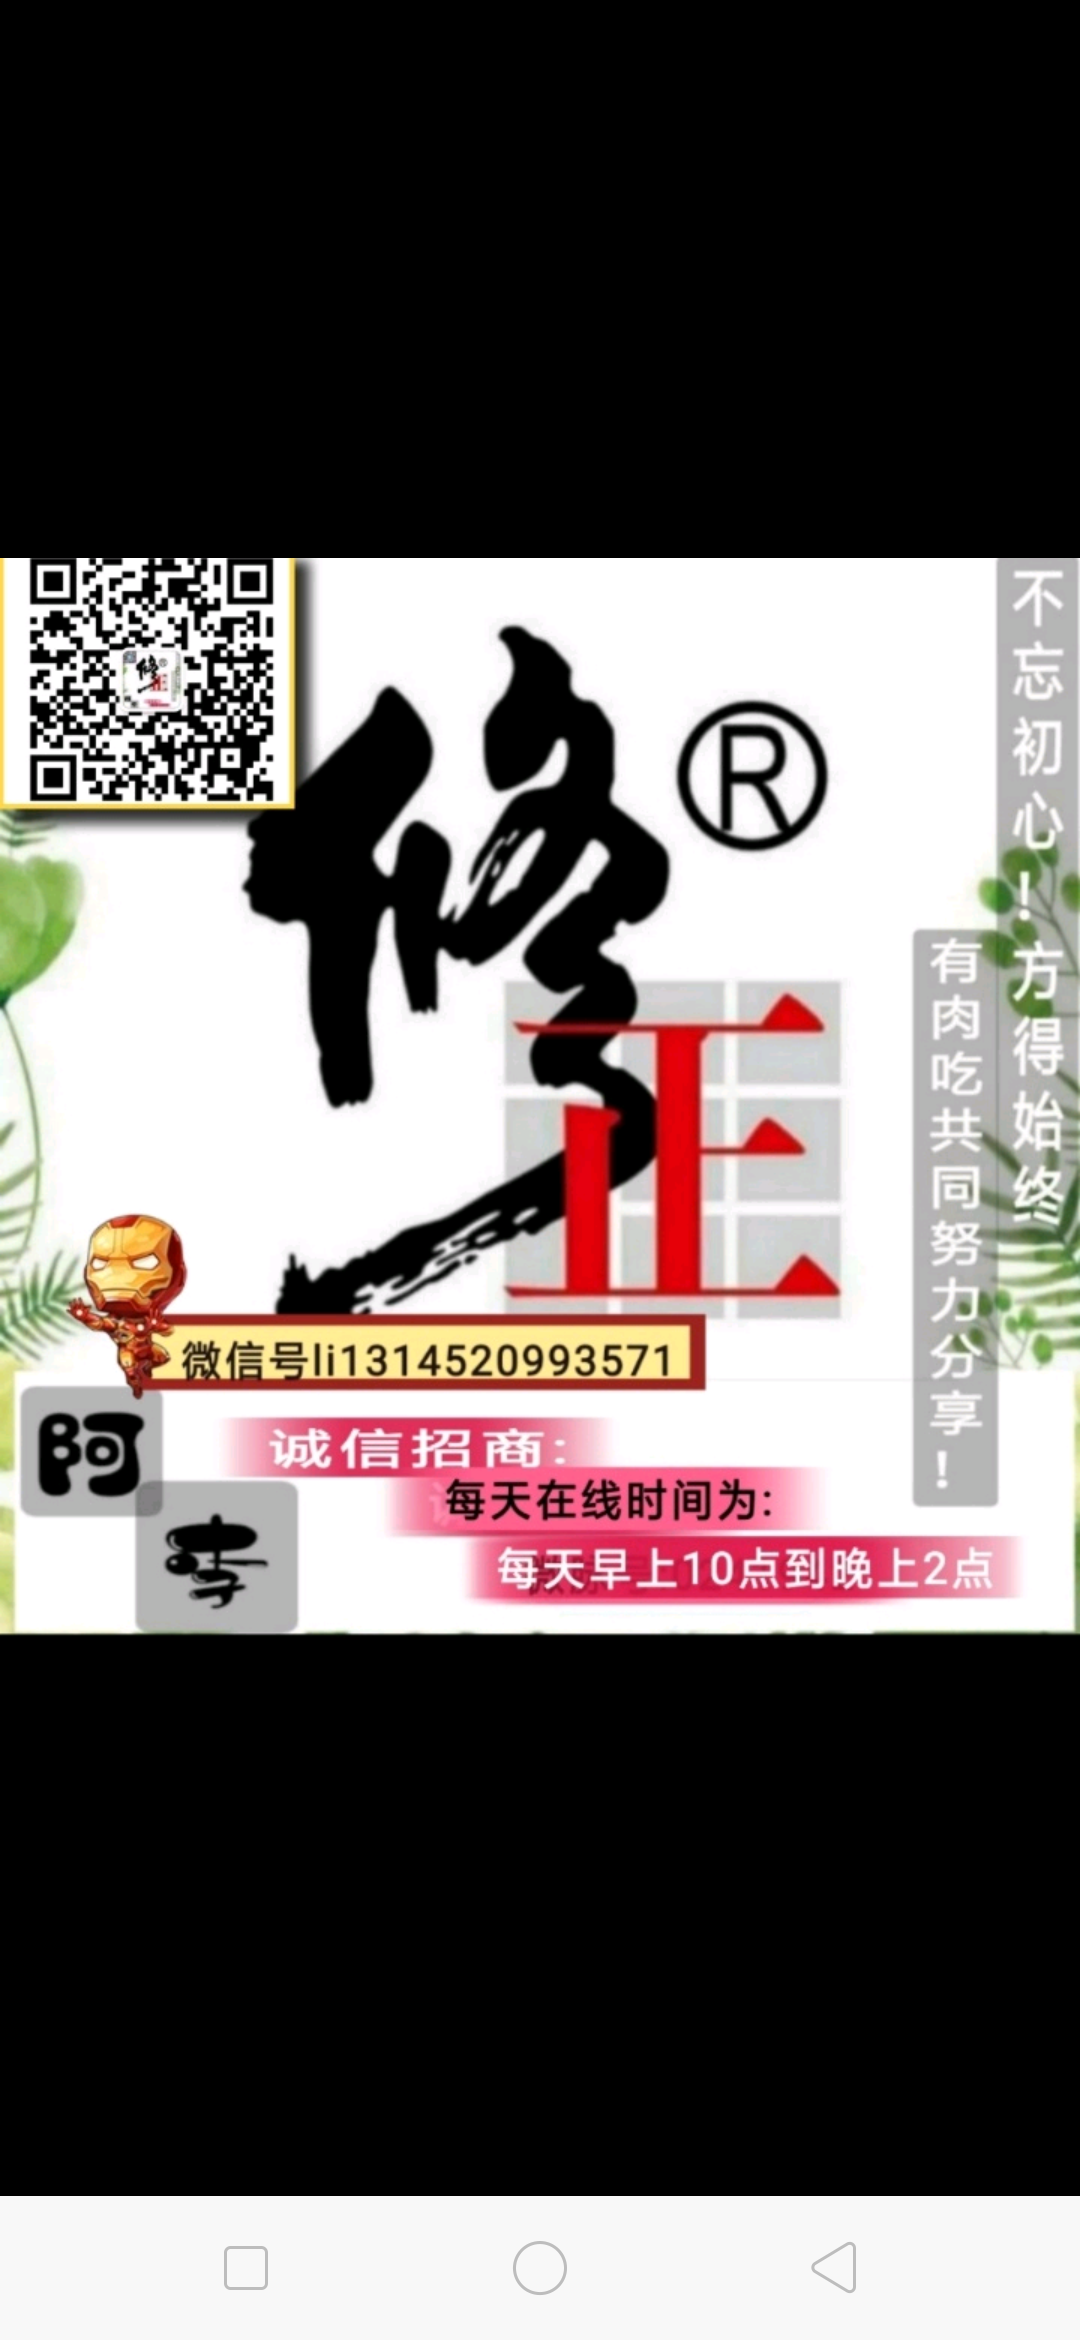 不忘初心！方得始终
有肉吃共同努力分享！
修正®
微信号li1314520993571
阿
李
诚信招商:
每天在线时间为:
每天早上10点到晚上2点